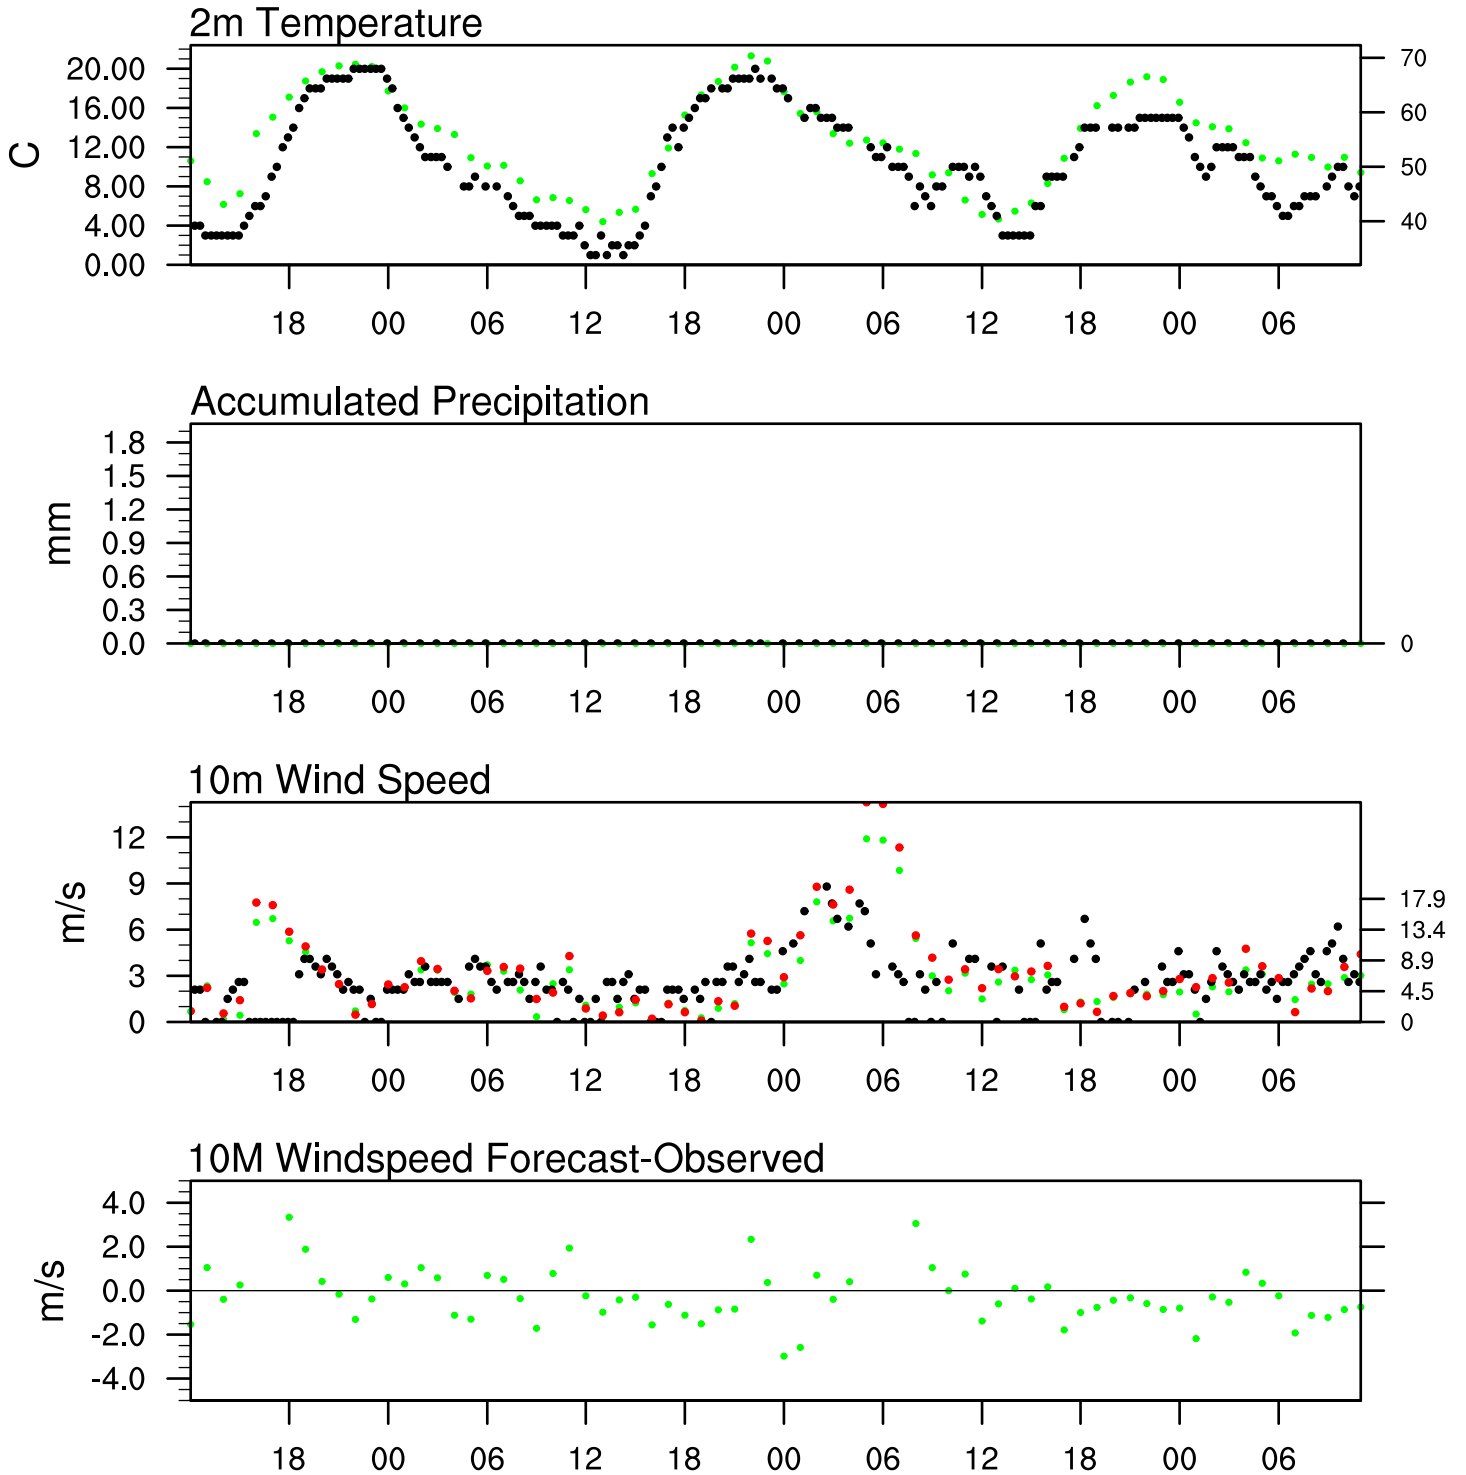 2m Temperature
20.00
16.00
12.00
8.00
4.00
0.00
C
70
60
50
40
18 00 06 12 18 00 06 12 18 00 06
Accumulated Precipitation
1.8
1.5
1.2
0.9
0.6
0.3
0.0
mm
0
18 00 06 12 18 00 06 12 18 00 06
10m Wind Speed
12
9
6
3
0
m/s
17.9
13.4
8.9
4.5
0
18 00 06 12 18 00 06 12 18 00 06
10M Windspeed Forecast-Observed
4.0
2.0
0.0
-2.0
-4.0
m/s
18 00 06 12 18 00 06 12 18 00 06